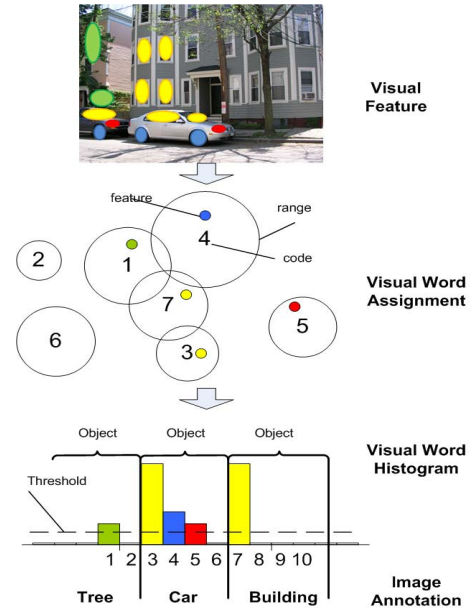 Visual
Feature
feature
range
4
code
2
1
7
Visual Word
Assignment
6
5
3
Object
Object
Object
Visual Word
Histogram
Threshold
1 2 3 4 5 6 7 8 9 10
Tree Car Building
Image
Annotation